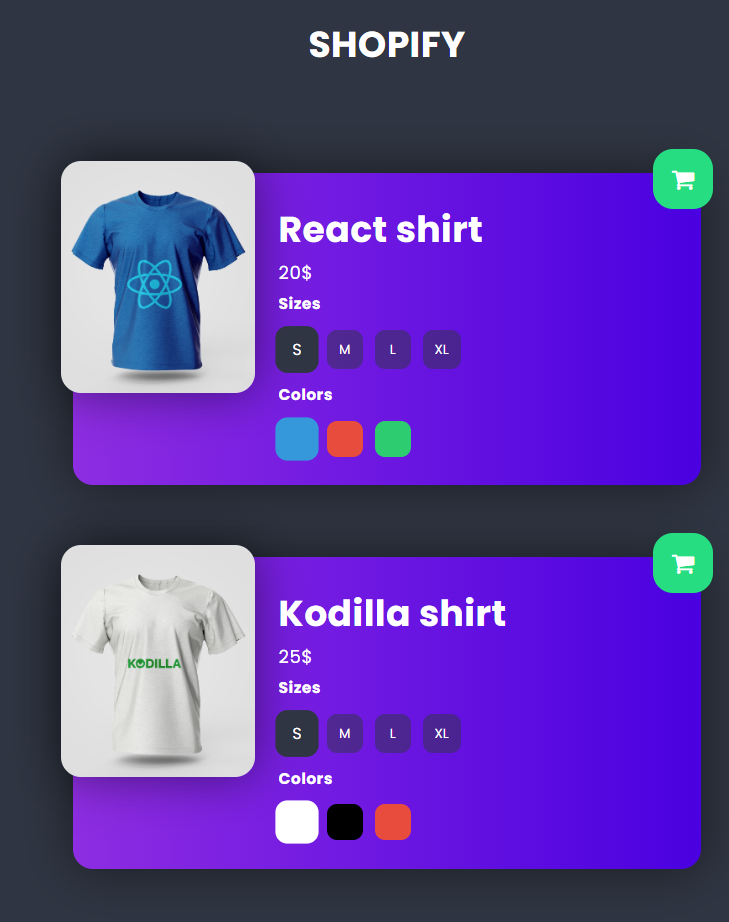 SHOPIFY
React shirt
20$
Sizes
S M L XL
Colors
Kodilla shirt
KODILLA
25$
Sizes
S M L XL
Colors